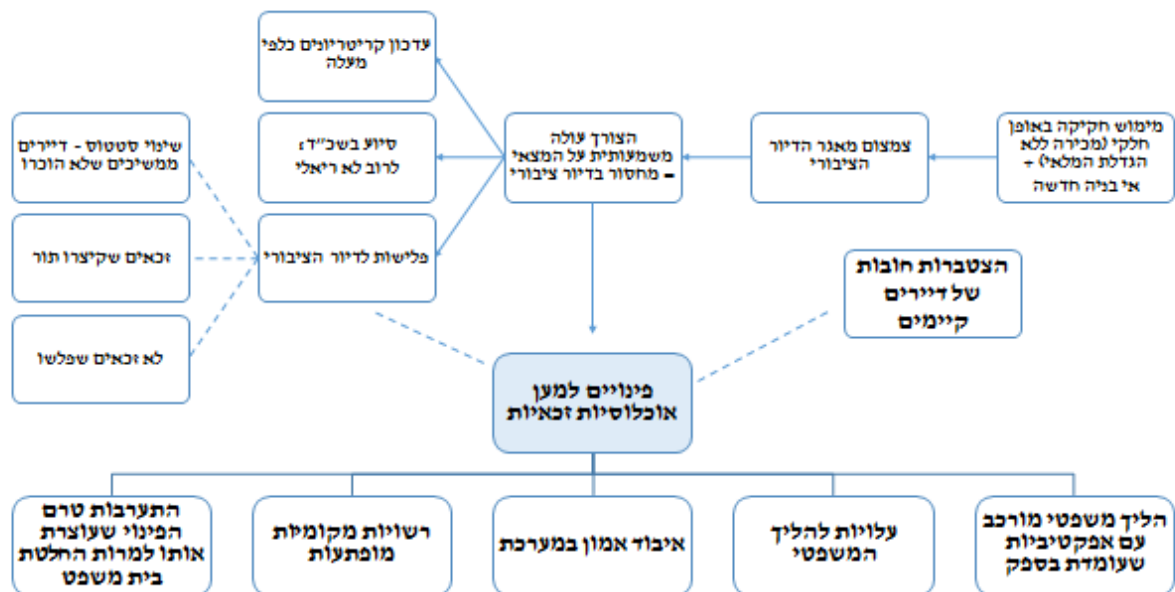 מימוש חקיקה באופן
חלקי (מכירה ללא
הגדלת המלאי) +
אי בניה חדשה
צמצום מאגר הדיור
הציבורי
הצורך עולה
משמעותית על המצאי
– מחסור בדיור ציבורי
עדכון קריטריונים כלפי
מעלה
סיוע בשכ"ד:
לרוב לא ריאלי
פלישות לדיור הציבורי
שינוי סטטוס - דיירים
ממשיכים שלא הוכרו
זכאים שקיצרו תור
לא זכאים שפלשו
הצטברות חובות
של דיירים
קיימים
פינויים למען
אוכלוסיות זכאיות
הליך משפטי מורכב
עם אפקטיביות
שעומדת בספק
עלויות להליך
המשפטי
איבוד אמון במערכת
רשויות מקומיות
מופתעות
התערבות טרם
הפינוי שעוצרת
אותו למרות החלטת
בית משפט